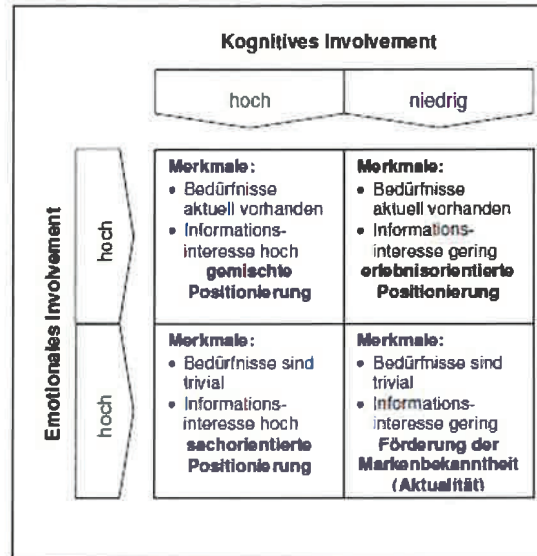 Kognitives Involvement
hoch
niedrig
Emotionales Involvement
hoch
Merkmale:
• Bedürfnisse
aktuell vorhanden
• Informations-
interesse hoch
gemischte
Positionierung
Merkmale:
• Bedürfnisse
aktuell vorhanden
• Informations-
interesse gering
erlebnisorientierte
Positionierung
hoch
Merkmale:
• Bedürfnisse sind
trivial
• Informations-
interesse hoch
sachorientierte
Positionierung
Merkmale:
• Bedürfnisse sind
trivial
• Informations-
interesse gering
Förderung der
Markenbekanntheit
(Aktualität)